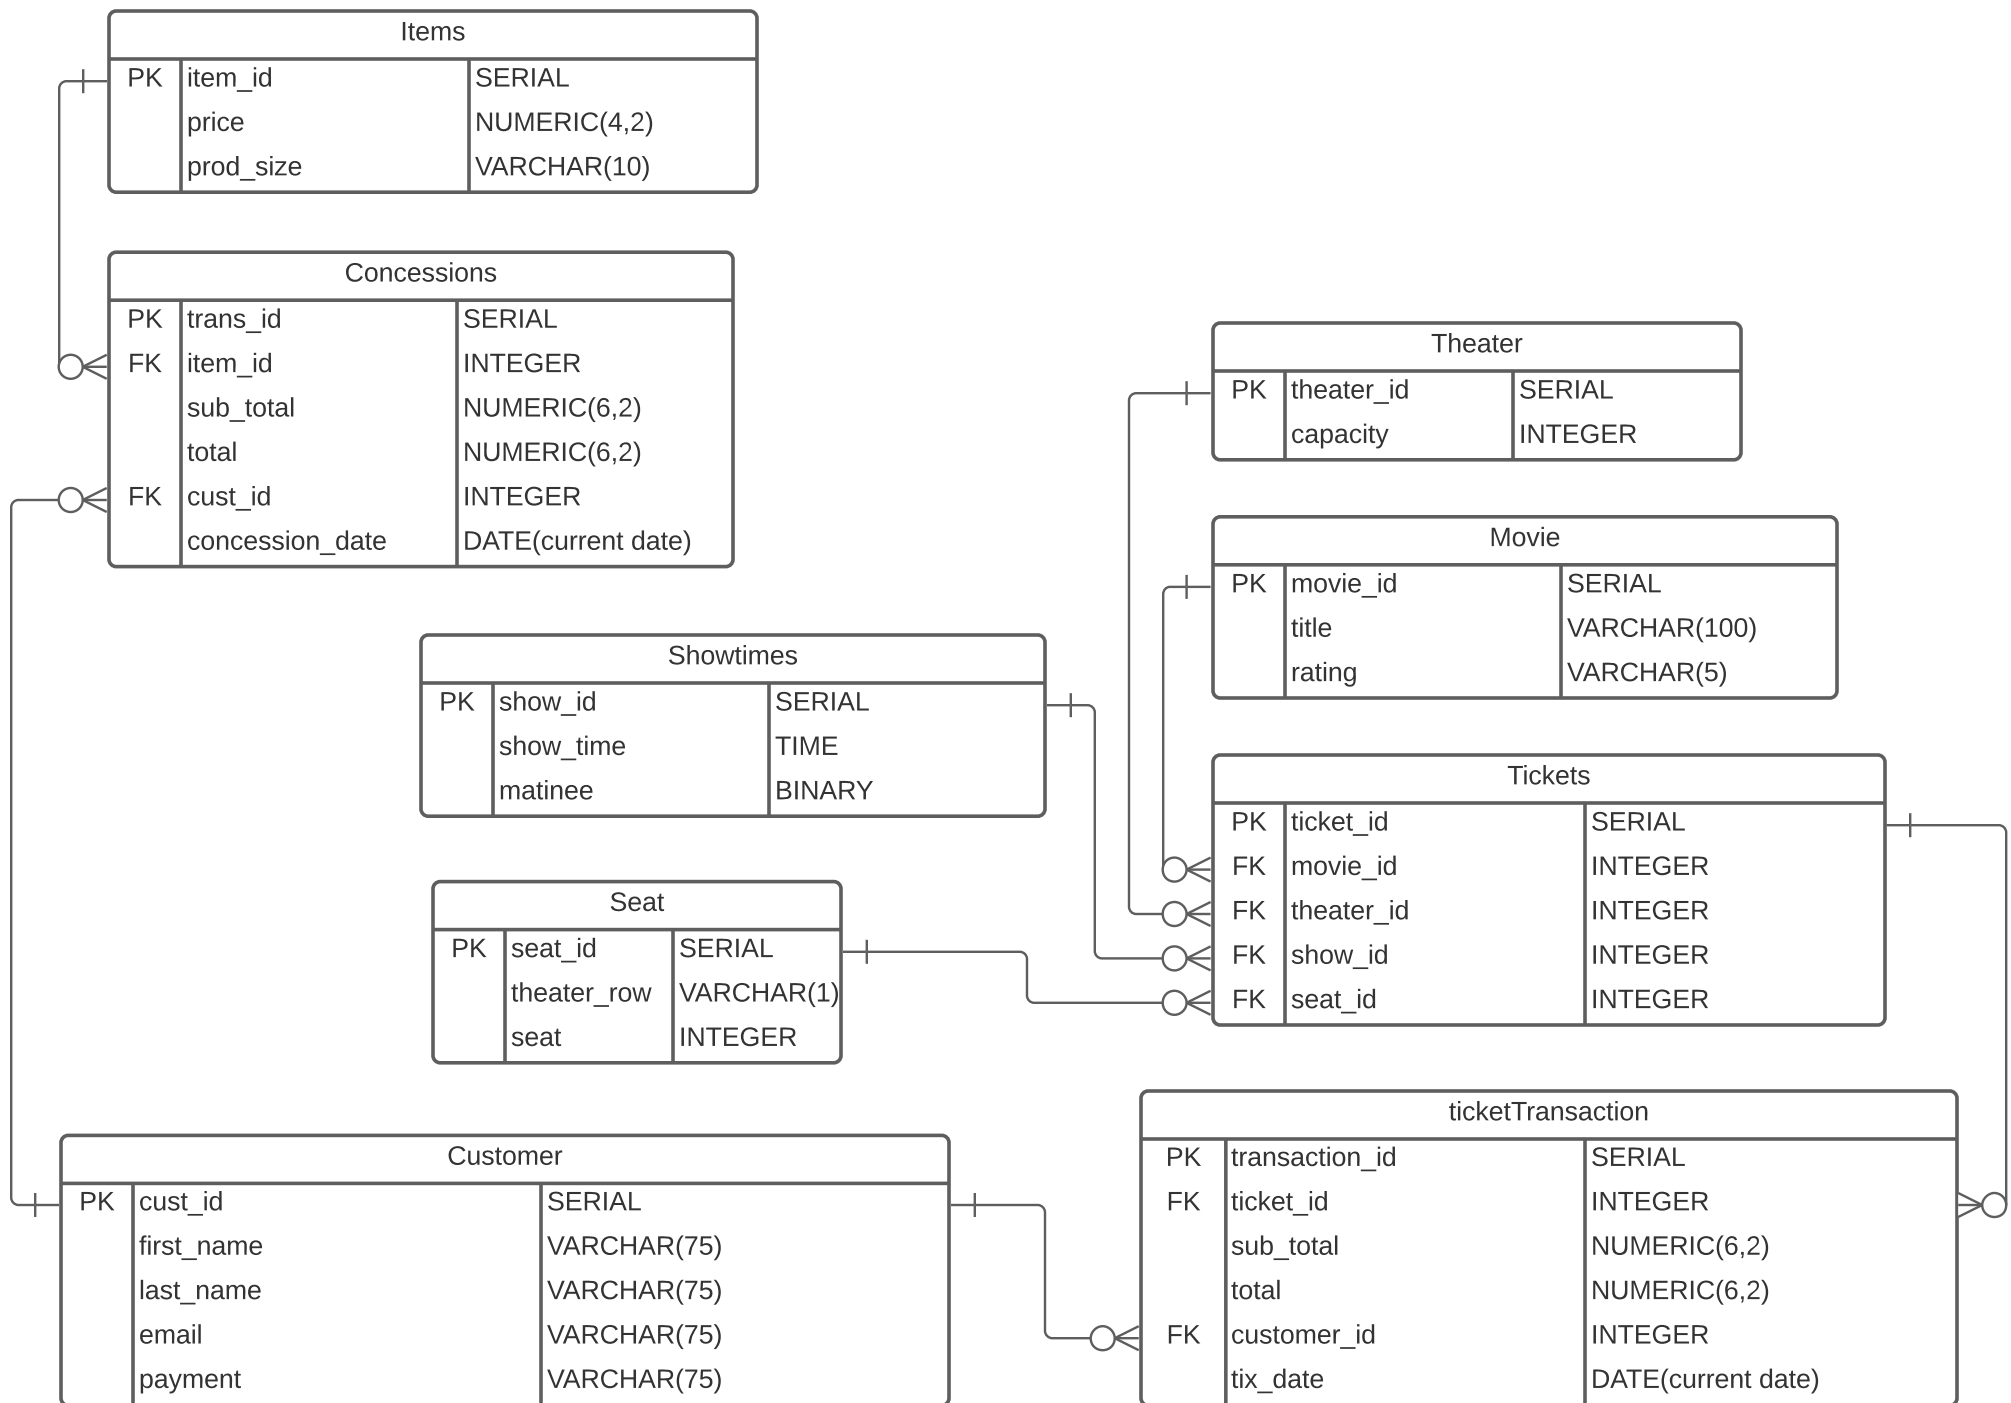 Items
PK item_id SERIAL
price NUMERIC(4,2)
prod_size VARCHAR(10)
Concessions
PK trans_id SERIAL
FK item_id INTEGER
sub_total NUMERIC(6,2)
total NUMERIC(6,2)
FK cust_id INTEGER
concession_date DATE(current date)
Theater
PK theater_id SERIAL
capacity INTEGER
Movie
PK movie_id SERIAL
title VARCHAR(100)
rating VARCHAR(5)
Showtimes
PK show_id SERIAL
show_time TIME
matinee BINARY
Tickets
PK ticket_id SERIAL
FK movie_id INTEGER
FK theater_id INTEGER
FK show_id INTEGER
FK seat_id INTEGER
Seat
PK seat_id SERIAL
theater_row VARCHAR(1)
seat INTEGER
Customer
PK cust_id SERIAL
first_name VARCHAR(75)
last_name VARCHAR(75)
email VARCHAR(75)
payment VARCHAR(75)
ticketTransaction
PK transaction_id SERIAL
FK ticket_id INTEGER
sub_total NUMERIC(6,2)
total NUMERIC(6,2)
FK customer_id INTEGER
tix_date DATE(current date)